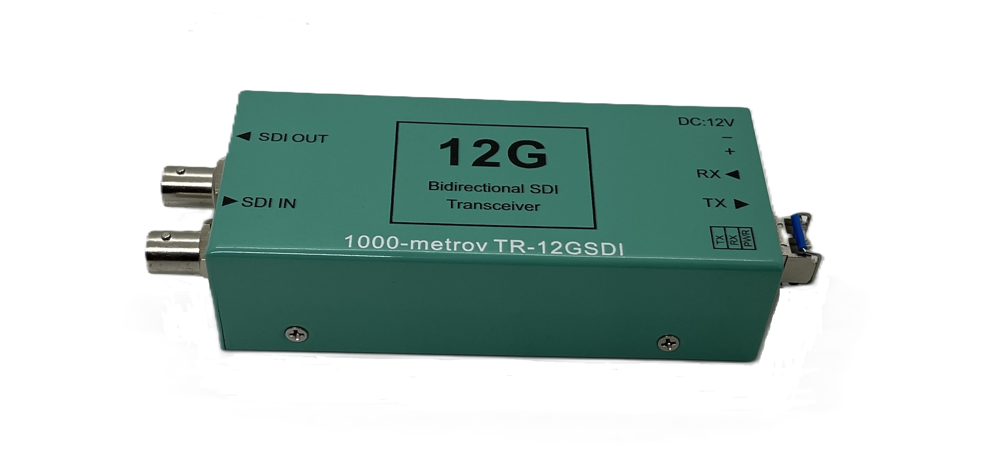 SDI OUT
SDI IN
12G
Bidirectional SDI
Transceiver
1000-metrov TR-12GSDI
DC:12V
−
+
RX
TX
TX
RX
PWR